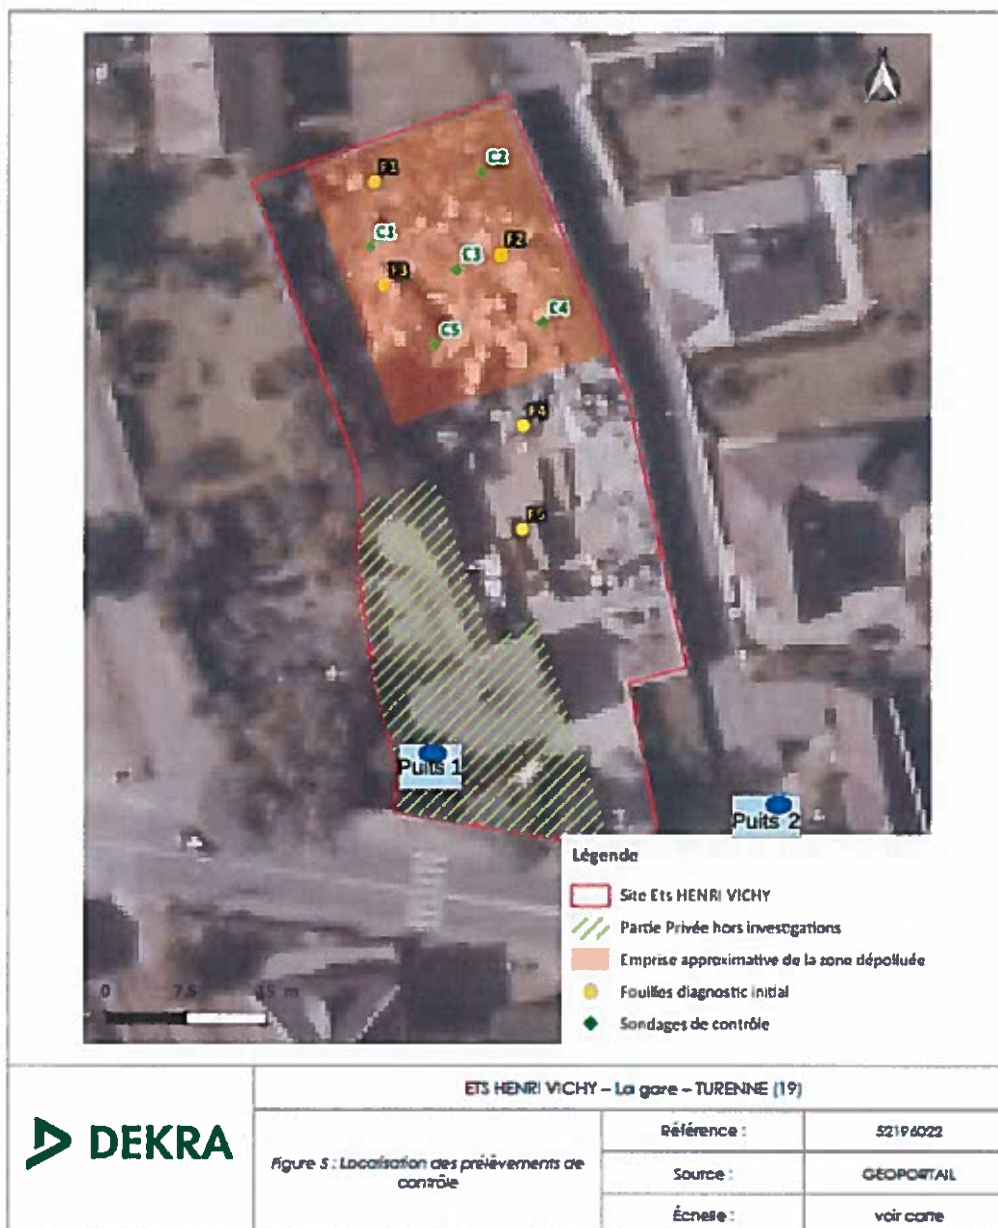 N
F1
C2
C1
C3
F2
F3
C4
C5
F4
F5
Puits 1
Puits 2
Légende
Site Ets HENRI VICHY
Partie Privée hors investigations
Emprise approximative de la zone dépolluée
Fouilles diagnostic initial
Sondages de contrôle
0 7,5 15 m
DEKRA
ETS HENRI VICHY – La gare – TURENNE (19)
Figure 5 : Localisation des prélèvements de
contrôle
Référence :
52196022
Source :
GEOPORTAIL
Échelle :
voir carte